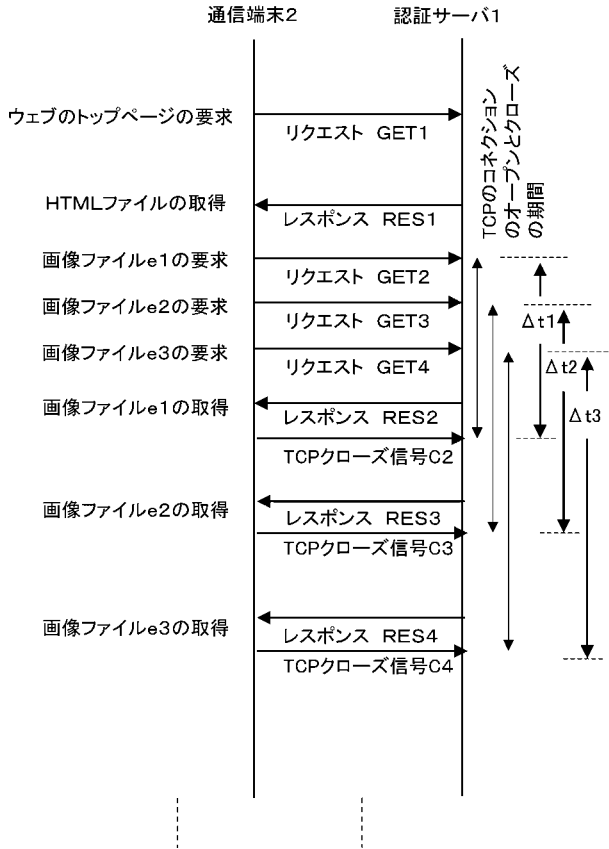 通信端末2
認証サーバ1
ウェブのトップページの要求
リクエスト GET1
TCPのコネクション
のオープンとクローズ
の期間
HTMLファイルの取得
レスポンス RES1
画像ファイルe1の要求
リクエスト GET2
画像ファイルe2の要求
リクエスト GET3
Δt1
画像ファイルe3の要求
リクエスト GET4
Δt2
画像ファイルe1の取得
レスポンス RES2
Δt3
TCPクローズ信号C2
画像ファイルe2の取得
レスポンス RES3
TCPクローズ信号C3
画像ファイルe3の取得
レスポンス RES4
TCPクローズ信号C4